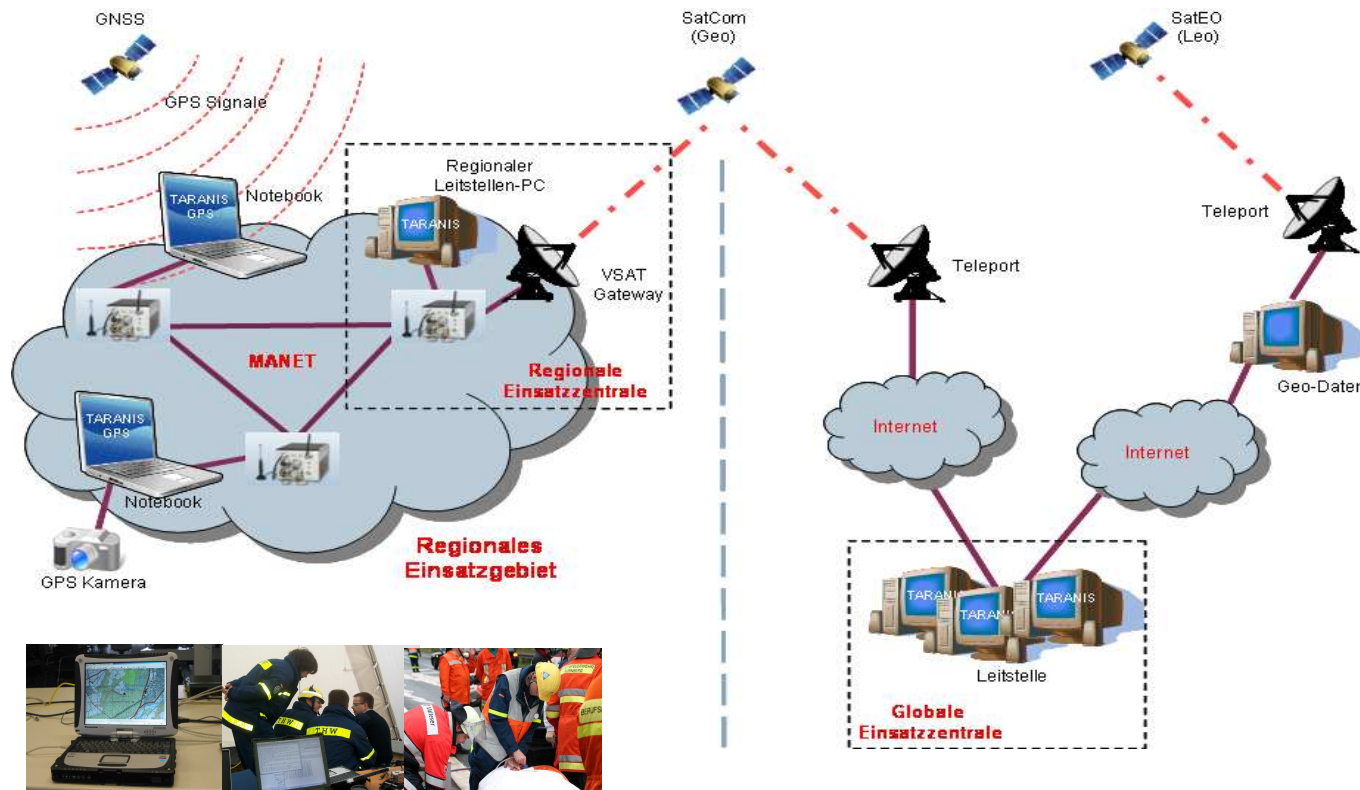 GNSS
SatCom
(Geo)
SatEO
(Leo)
GPS Signale
Regionaler
Leitstellen-PC
Notebook
TARANIS
GPS
TARANIS
VSAT
Gateway
Teleport
Teleport
MANET
Regionale
Einsatzzentrale
Geo-Daten
TARANIS
GPS
Internet
Internet
Notebook
GPS Kamera
Regionales
Einsatzgebiet
TARANIS
TARANIS
TARANIS
Leitstelle
Globale
Einsatzzentrale
THW